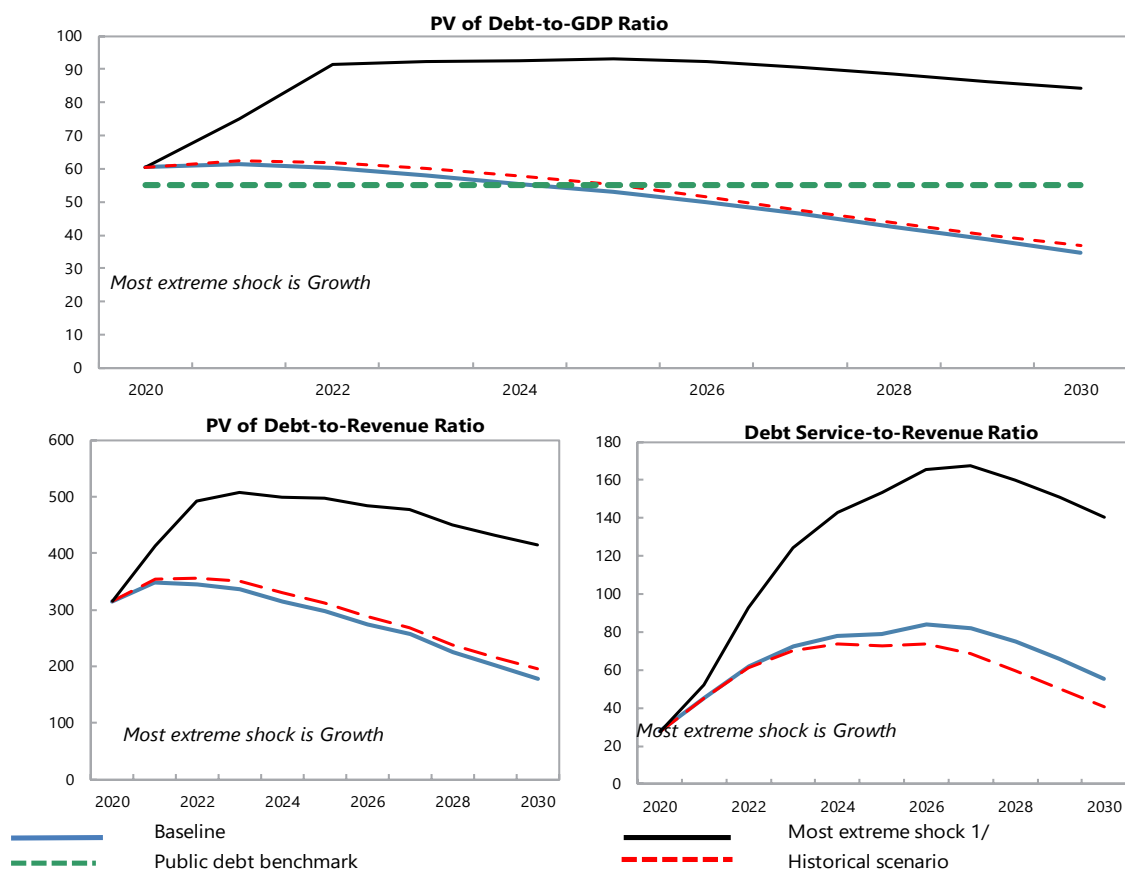 PV of Debt-to-GDP Ratio
100
90
80
70
60
50
40
30
20
10
0
Most extreme shock is Growth
2020 2022 2024 2026 2028 2030
PV of Debt-to-Revenue Ratio
600
500
400
300
200
100
0
Most extreme shock is Growth
2020 2022 2024 2026 2028 2030
Debt Service-to-Revenue Ratio
180
160
140
120
100
80
60
40
20
0
Most extreme shock is Growth
2020 2022 2024 2026 2028 2030
Baseline
Public debt benchmark
Most extreme shock 1/
Historical scenario